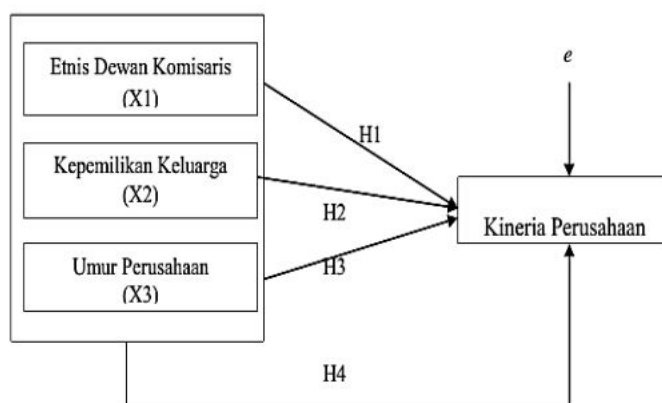 Etnis Dewan Komisaris
(X1)
Kepemilikan Keluarga
(X2)
Umur Perusahaan
(X3)
H1
H2
H3
H4
e
Kineria Perusahaan